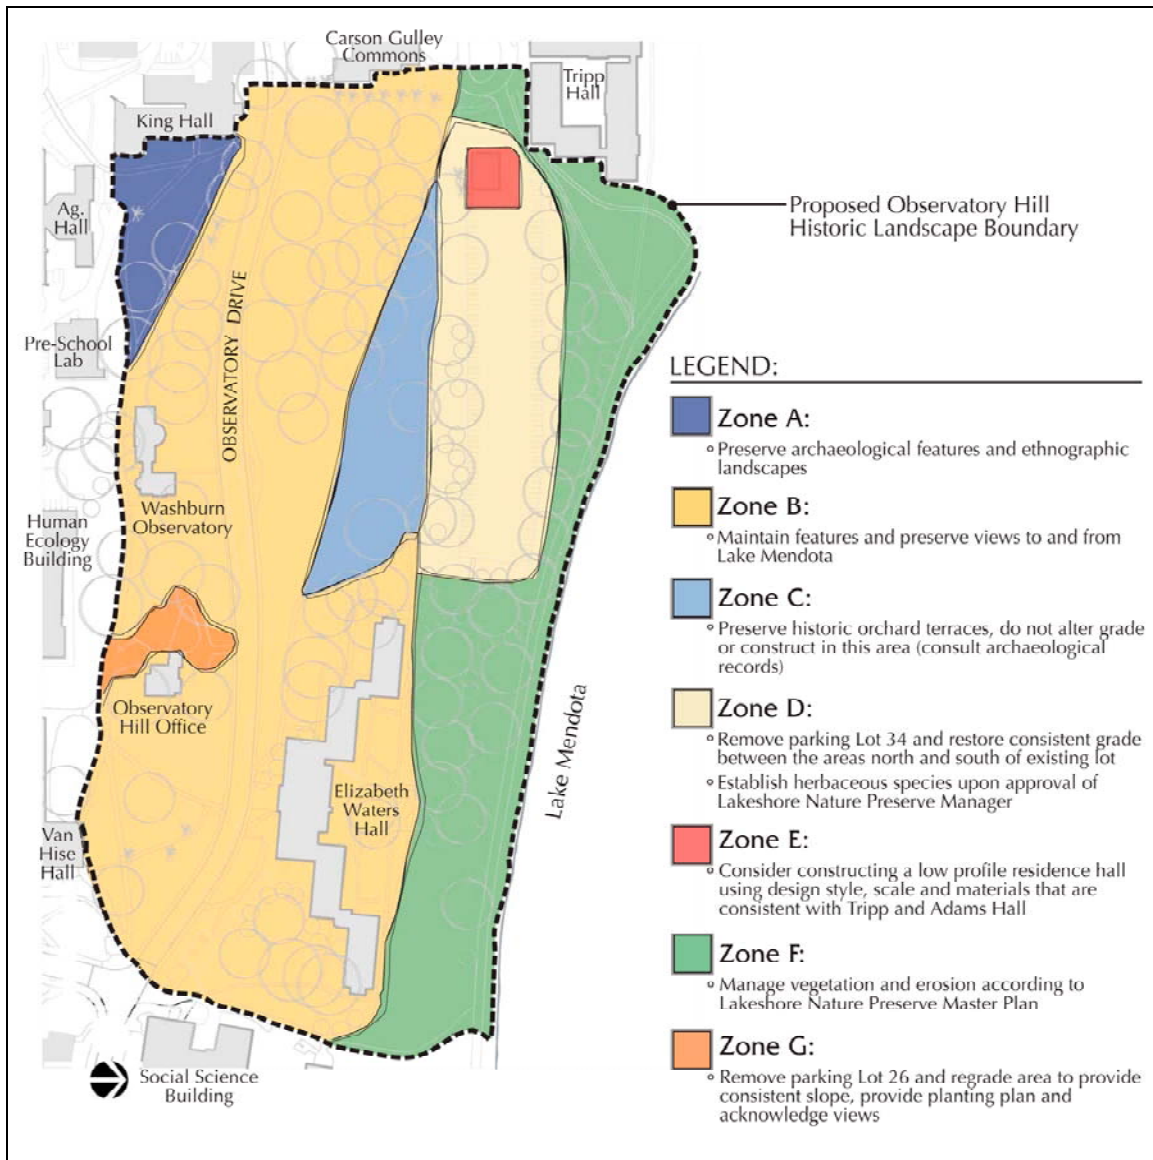 Carson Gulley
Commons
Tripp
Hall
King Hall
Ag.
Hall
Proposed Observatory Hill
Historic Landscape Boundary
OBSERVATORY DRIVE
Pre-School
Lab
Washburn
Observatory
Human
Ecology
Building
Observatory
Hill Office
Elizabeth
Waters
Hall
Lake Mendota
Van
Hise
Hall
Social Science
Building
LEGEND:
Zone A:
Preserve archaeological features and ethnographic
landscapes
Zone B:
Maintain features and preserve views to and from
Lake Mendota
Zone C:
Preserve historic orchard terraces, do not alter grade
or construct in this area (consult archaeological
records)
Zone D:
Remove parking Lot 34 and restore consistent grade
between the areas north and south of existing lot
Establish herbaceous species upon approval of
Lakeshore Nature Preserve Manager
Zone E:
Consider constructing a low profile residence hall
using design style, scale and materials that are
consistent with Tripp and Adams Hall
Zone F:
Manage vegetation and erosion according to
Lakeshore Nature Preserve Master Plan
Zone G:
Remove parking Lot 26 and regrade area to provide
consistent slope, provide planting plan and
acknowledge views